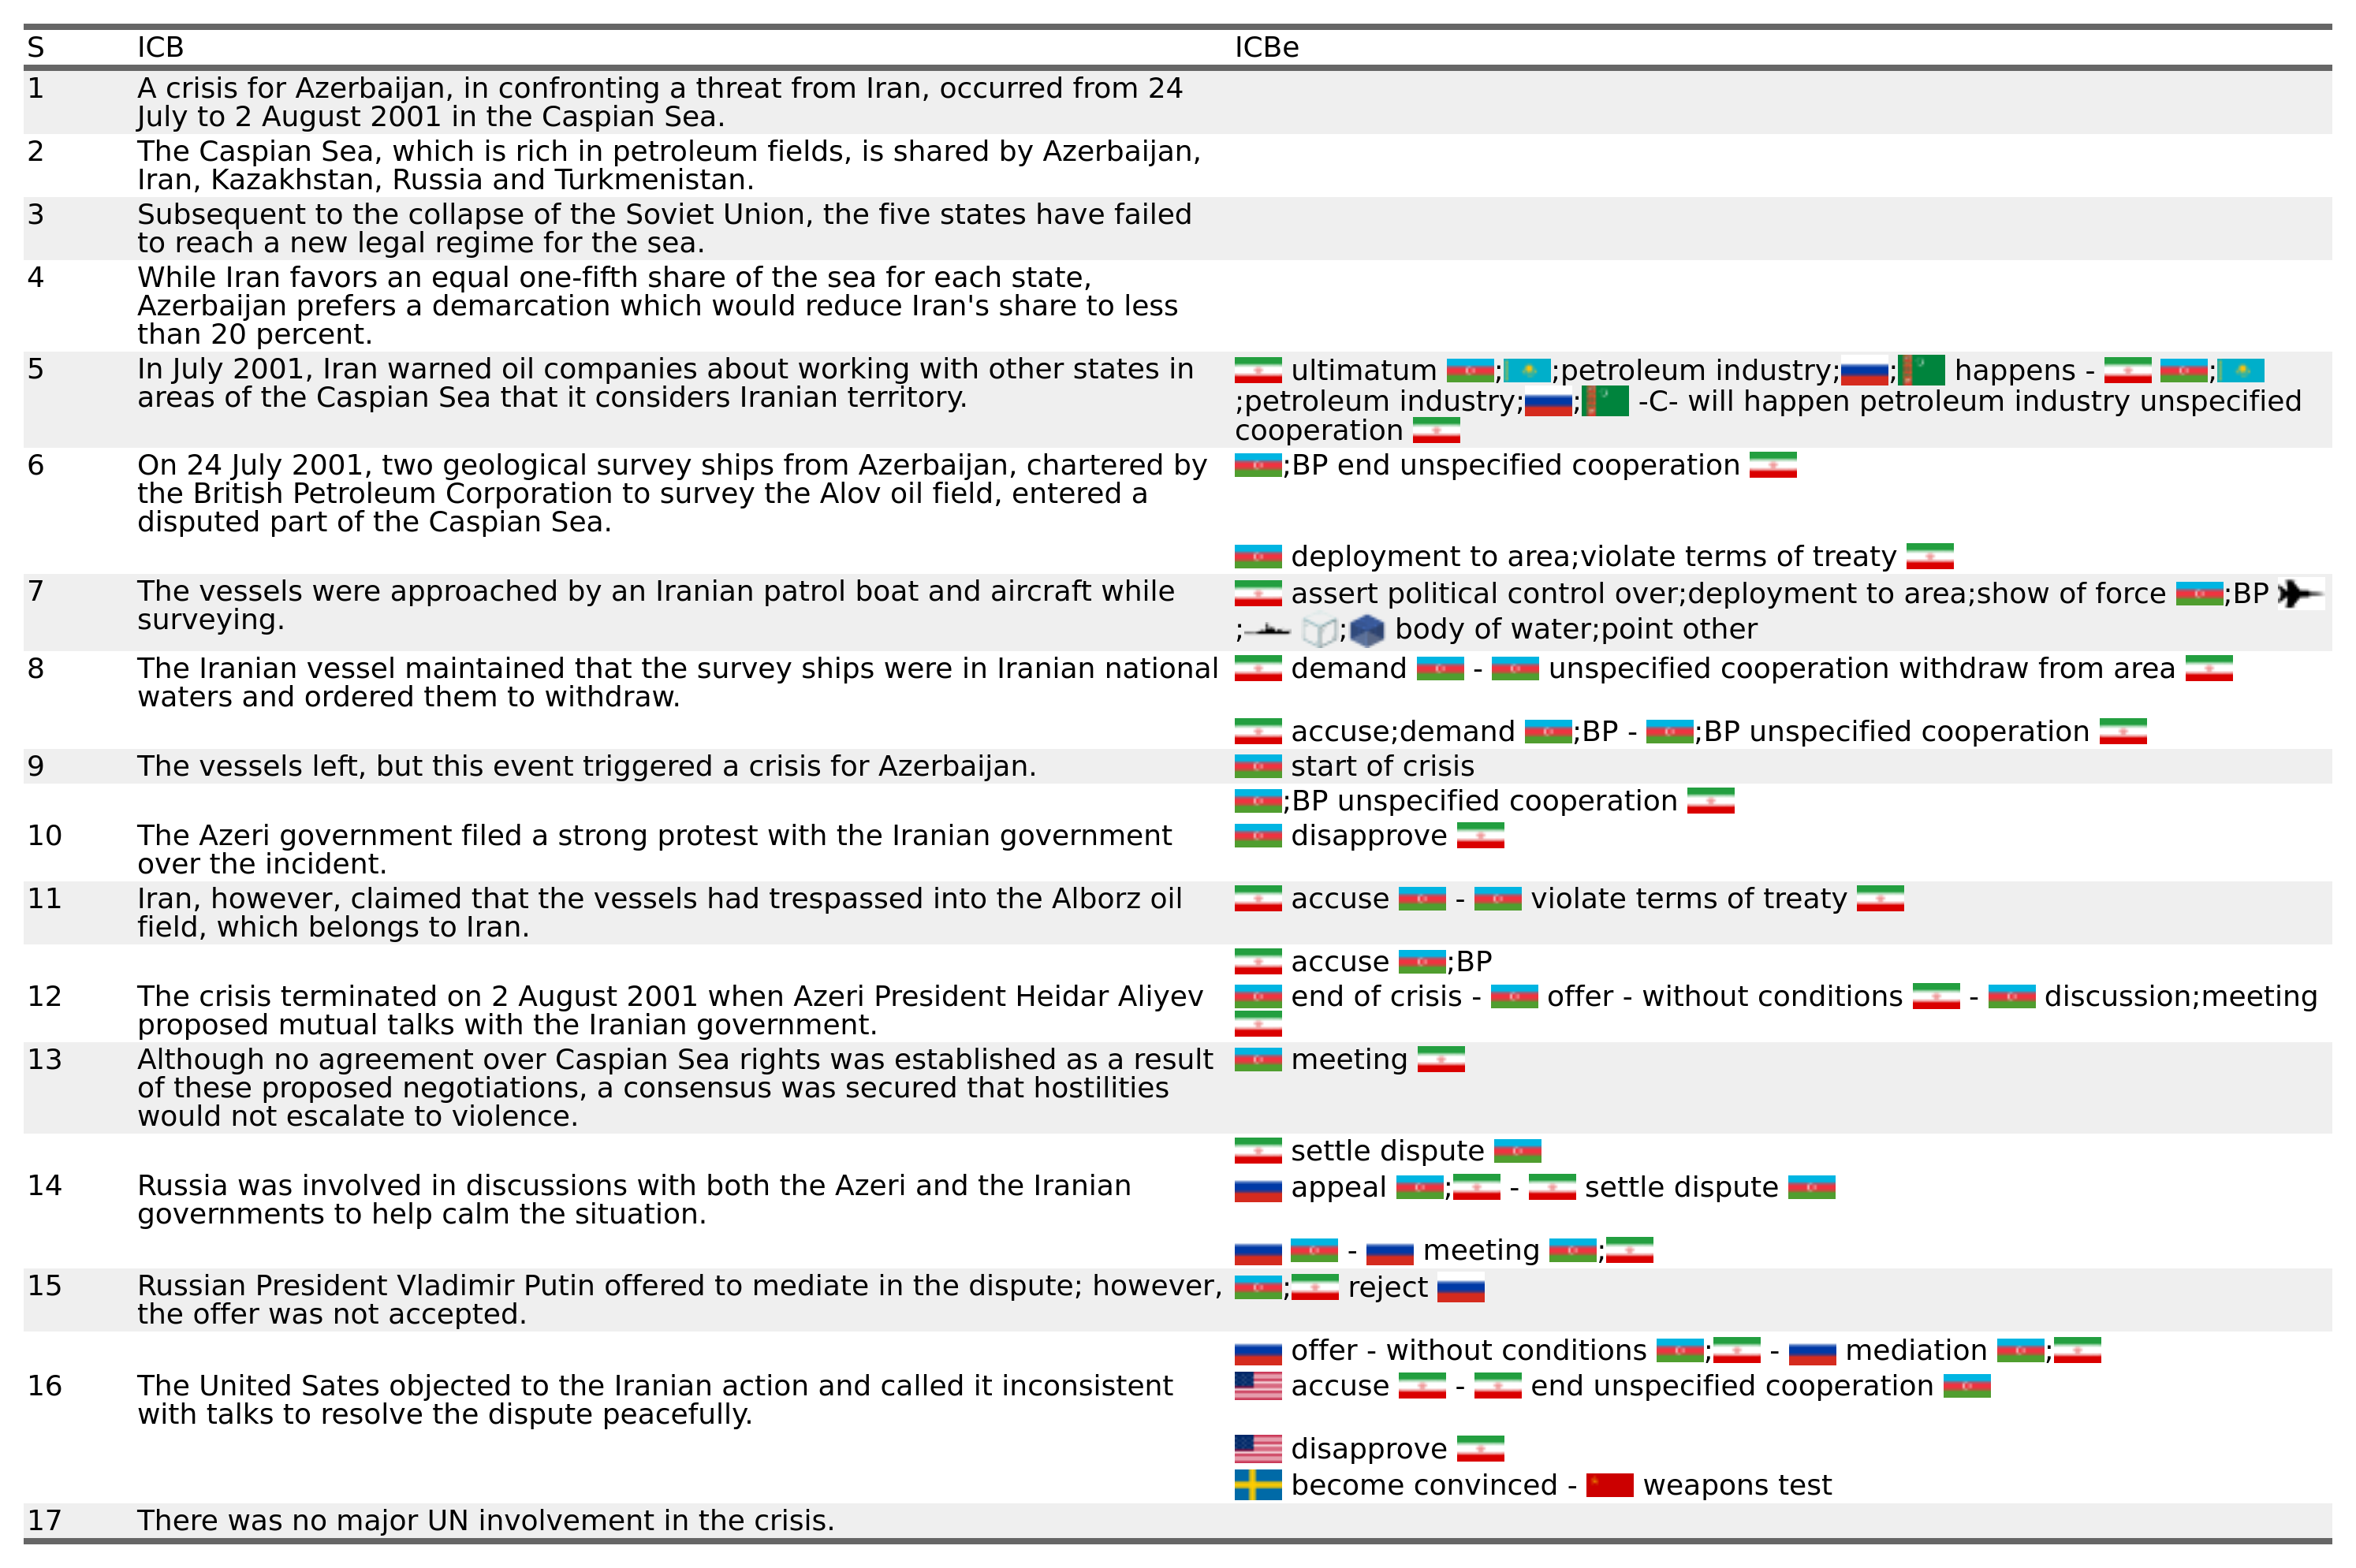 S ICB ICBe
1 A crisis for Azerbaijan, in confronting a threat from Iran, occurred from 24
July to 2 August 2001 in the Caspian Sea.
2 The Caspian Sea, which is rich in petroleum fields, is shared by Azerbaijan,
Iran, Kazakhstan, Russia and Turkmenistan.
3 Subsequent to the collapse of the Soviet Union, the five states have failed
to reach a new legal regime for the sea.
4 While Iran favors an equal one-fifth share of the sea for each state,
Azerbaijan prefers a demarcation which would reduce Iran's share to less
than 20 percent.
5 In July 2001, Iran warned oil companies about working with other states in
areas of the Caspian Sea that it considers Iranian territory.
ultimatum ; ;petroleum industry; ; happens - ;
;petroleum industry; ; -C- will happen petroleum industry unspecified
cooperation
6 On 24 July 2001, two geological survey ships from Azerbaijan, chartered by
the British Petroleum Corporation to survey the Alov oil field, entered a
disputed part of the Caspian Sea.
;BP end unspecified cooperation
deployment to area;violate terms of treaty
7 The vessels were approached by an Iranian patrol boat and aircraft while
surveying.
assert political control over;deployment to area;show of force ;BP
; ; body of water;point other
8 The Iranian vessel maintained that the survey ships were in Iranian national
waters and ordered them to withdraw.
demand - unspecified cooperation withdraw from area
accuse;demand ;BP - ;BP unspecified cooperation
9 The vessels left, but this event triggered a crisis for Azerbaijan.
start of crisis
;BP unspecified cooperation
10 The Azeri government filed a strong protest with the Iranian government
over the incident.
disapprove
11 Iran, however, claimed that the vessels had trespassed into the Alborz oil
field, which belongs to Iran.
accuse - violate terms of treaty
accuse ;BP
12 The crisis terminated on 2 August 2001 when Azeri President Heidar Aliyev
proposed mutual talks with the Iranian government.
end of crisis - offer - without conditions - discussion;meeting
13 Although no agreement over Caspian Sea rights was established as a result
of these proposed negotiations, a consensus was secured that hostilities
would not escalate to violence.
meeting
settle dispute
14 Russia was involved in discussions with both the Azeri and the Iranian
governments to help calm the situation.
appeal ; - settle dispute
- meeting ;
15 Russian President Vladimir Putin offered to mediate in the dispute; however,
the offer was not accepted.
; reject
offer - without conditions ; - mediation ;
16 The United Sates objected to the Iranian action and called it inconsistent
with talks to resolve the dispute peacefully.
accuse - end unspecified cooperation
disapprove
become convinced - weapons test
17 There was no major UN involvement in the crisis.